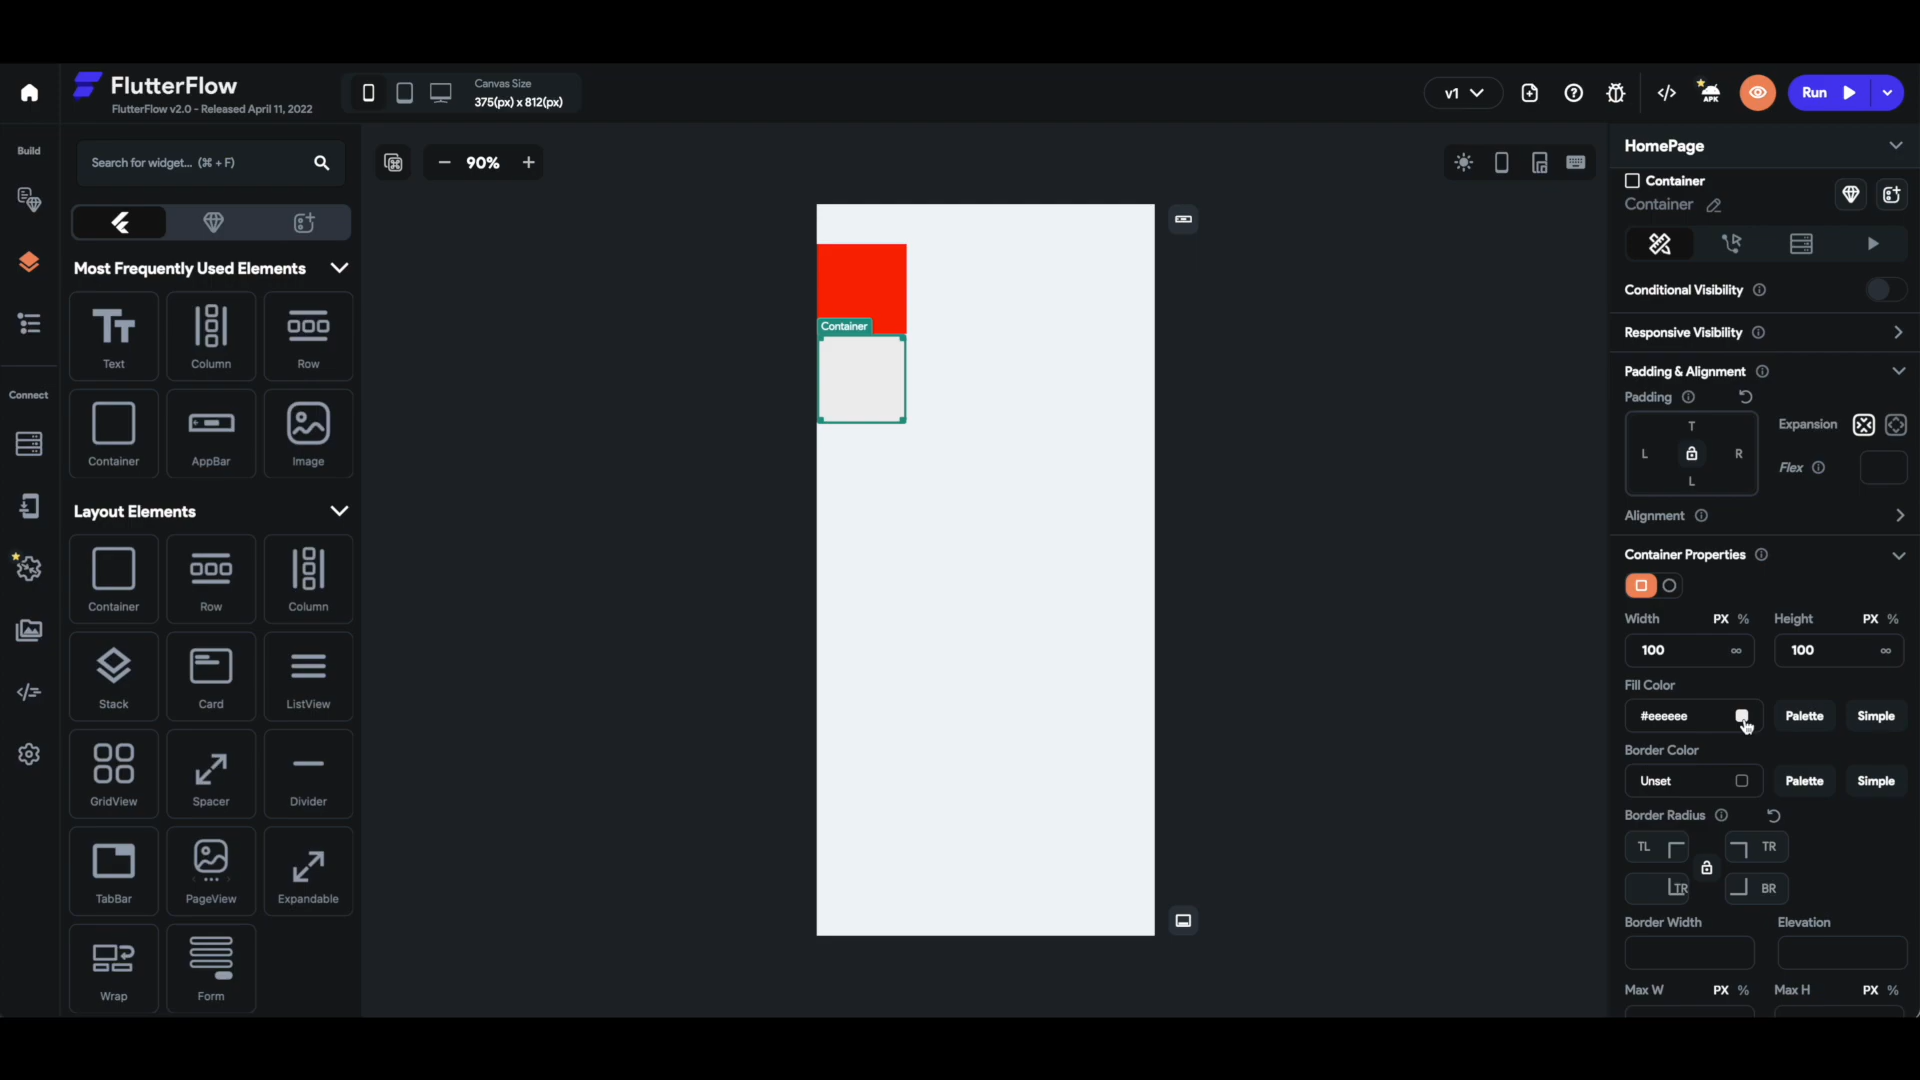 FlutterFlow
FlutterFlow v2.0 - Released April 11, 2022
Canvas Size
375(px) x 812(px)
v1
APK
Run
Build
Search for widget... (⌘ + F)
90%
Most Frequently Used Elements
Text
Column
Row
Connect
Container
AppBar
Image
Layout Elements
Container
Row
Column
Stack
Card
ListView
GridView
Spacer
Divider
TabBar
PageView
Expandable
Wrap
Form
Container
HomePage
Container
Container
Conditional Visibility
Responsive Visibility
Padding & Alignment
Padding
T
L
R
L
Expansion
Flex
Alignment
Container Properties
Width PX %
Height PX %
100 ∞
100 ∞
Fill Color
#eeeeee
Palette
Simple
Border Color
Unset
Palette
Simple
Border Radius
TL
TR
TR
BR
Border Width
Elevation
Max W PX %
Max H PX %